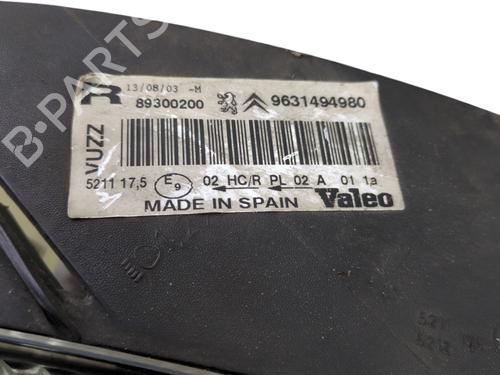 B-PARTS
R 13/08/03 -M
89300200 9631494980
VUZZ
5211 17,5 E9 02 HC/R PL 02 A 01 1a
MADE IN SPAIN Valeo
5212